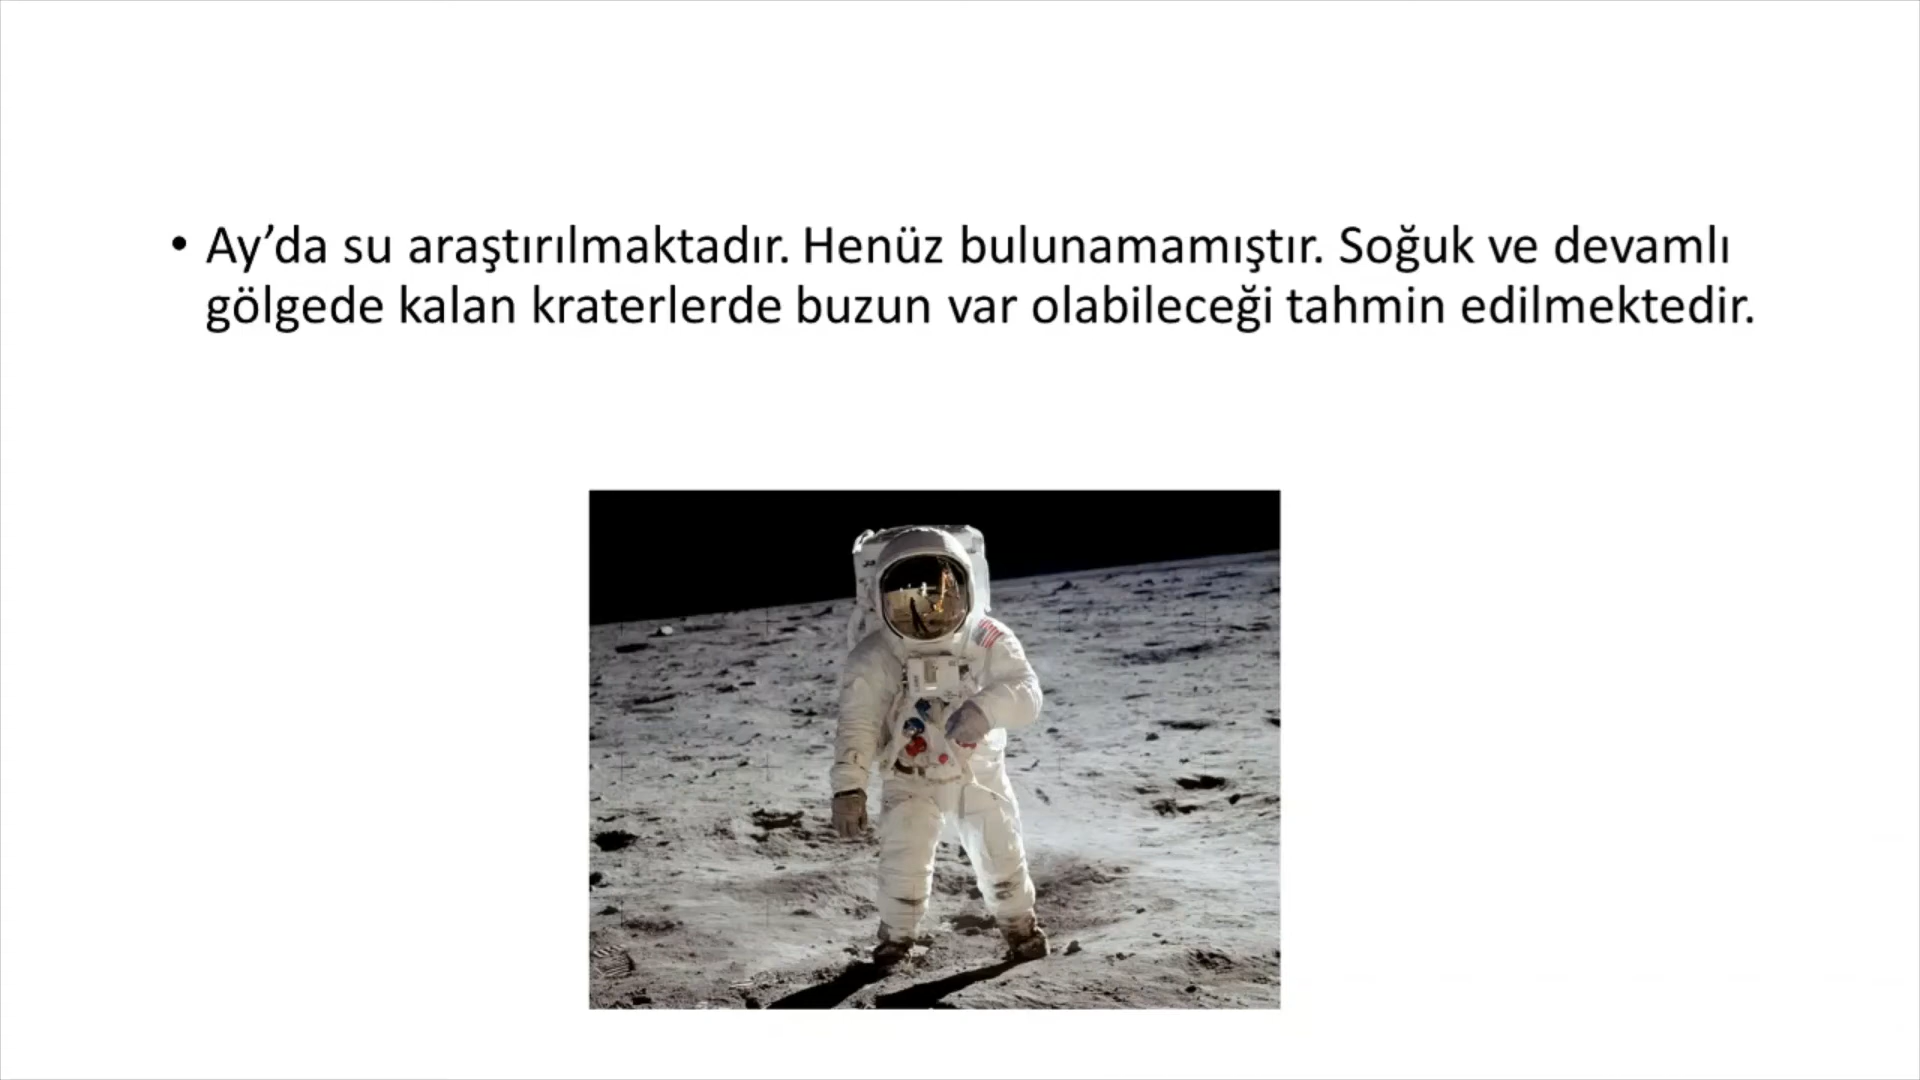 • Ay’da su araştırılmaktadır. Henüz bulunamamıştır. Soğuk ve devamlı
gölgede kalan kraterlerde buzun var olabileceği tahmin edilmektedir.